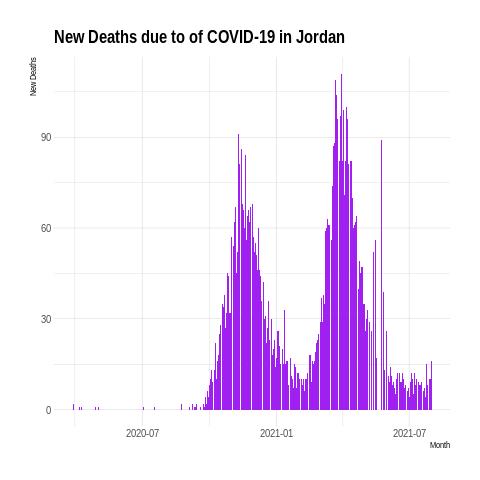 New Deaths due to of COVID-19 in Jordan
New Deaths
90
60
30
0
2020-07
2021-01
2021-07
Month